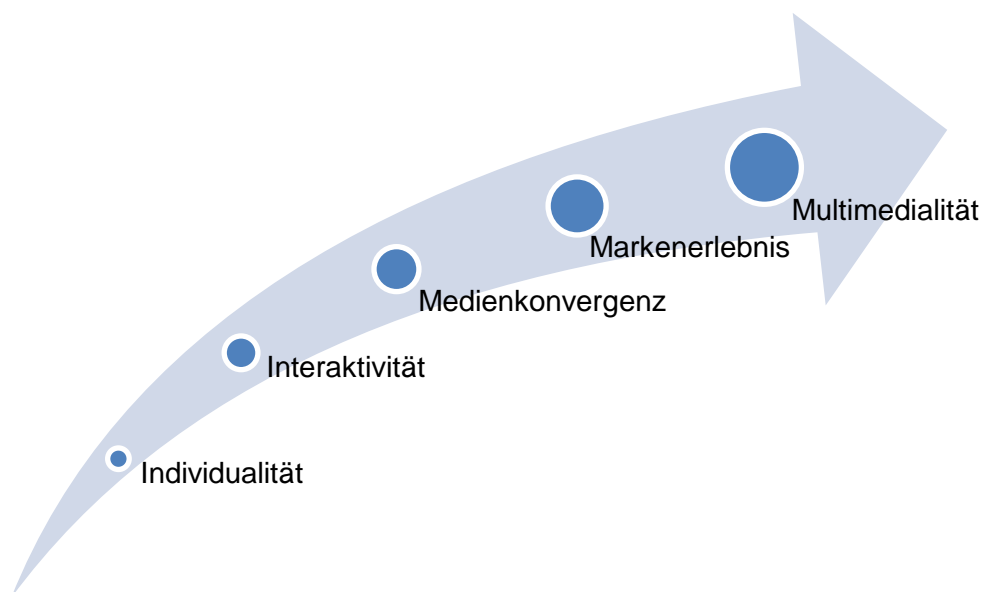 Multimedialität
Markenerlebnis
Medienkonvergenz
Interaktivität
Individualität